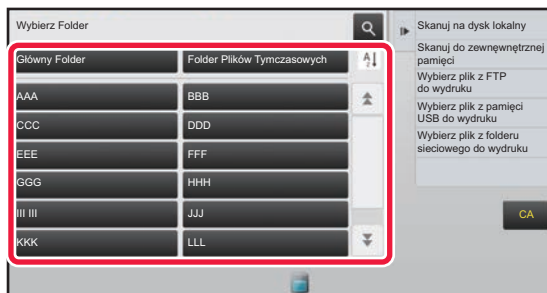 Wybierz Folder
Główny Folder
Folder Plików Tymczasowych
AAA
BBB
CCC
DDD
EEE
FFF
GGG
HHH
III III
JJJ
KKK
LLL
Skanuj na dysk lokalny
Skanuj do zewnęwnętrznej
pamięci
Wybierz plik z FTP
do wydruku
Wybierz plik z pamięci
USB do wydruku
Wybierz plik z folderu
sieciowego do wydruku
CA